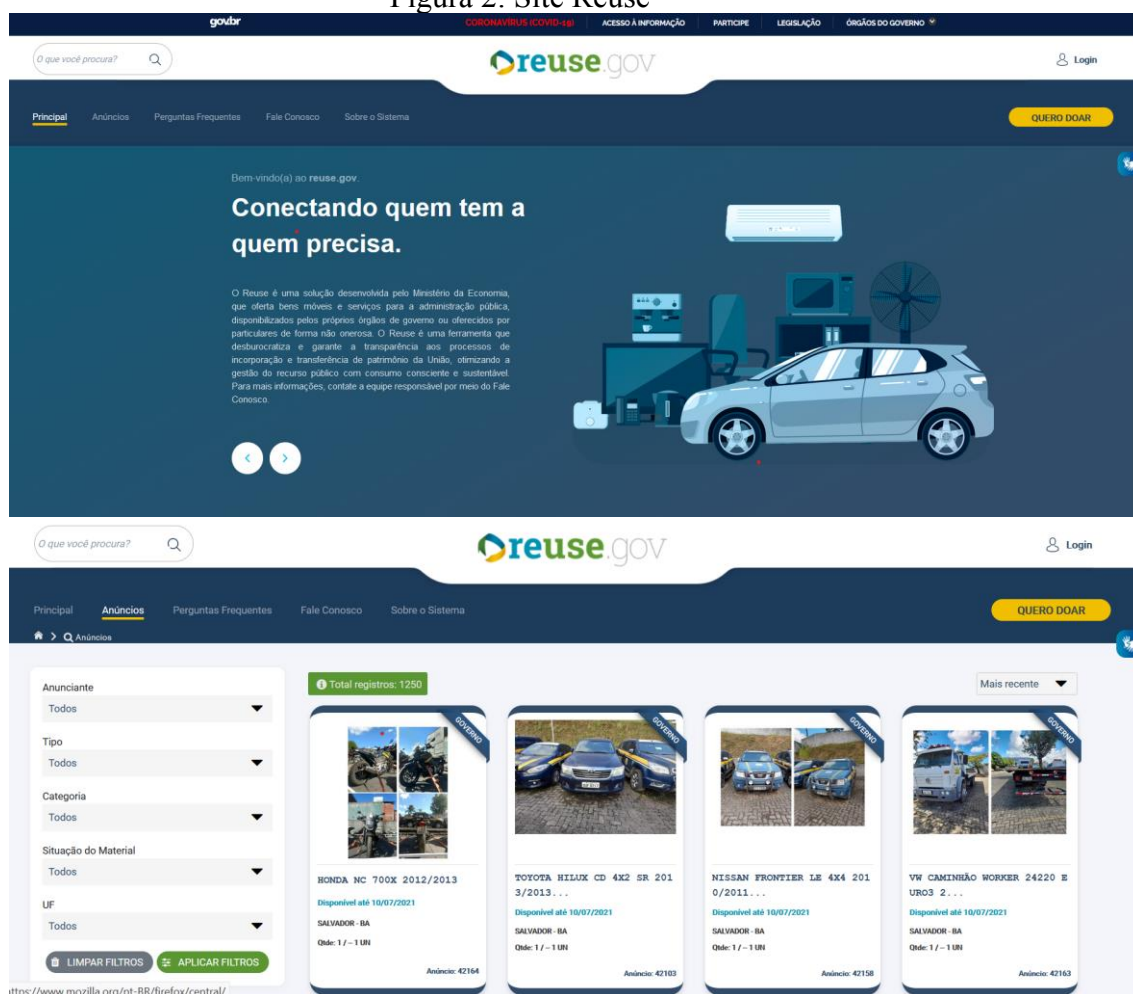 Figura 2: Site Reuse
govbr CORONAVÍRUS (COVID-19) ACESSO À INFORMAÇÃO PARTICIPE LEGISLAÇÃO ÓRGÃOS DO GOVERNO
O que você procura? reuse.gov Login
Principal Anúncios Perguntas Frequentes Fale Conosco Sobre o Sistema QUERO DOAR
Bem-vindo(a) ao reuse.gov.
Conectando quem tem a
quem precisa.
O Reuse é uma solução desenvolvida pelo Ministério da Economia,
que oferta bens móveis e serviços para a administração pública,
disponibilizados pelos próprios órgãos de governo ou oferecidos por
particulares de forma não onerosa. O Reuse é uma ferramenta que
desburocratiza e garante a transparência aos processos de
incorporação e transferência de patrimônio da União, otimizando a
gestão do recurso público com consumo consciente e sustentável.
Para mais informações, contate a equipe responsável por meio do Fale
Conosco.
O que você procura? reuse.gov Login
Principal Anúncios Perguntas Frequentes Fale Conosco Sobre o Sistema QUERO DOAR
Anúncios
Anunciante
Todos
Tipo
Todos
Categoria
Todos
Situação do Material
Todos
UF
Todos
LIMPAR FILTROS APLICAR FILTROS
Total registros: 1250 Mais recente
GOVERNO
HONDA NC 700X 2012/2013
Disponível até 10/07/2021
SALVADOR - BA
Qtde: 1 / – 1 UN
Anúncio: 42164
GOVERNO
TOYOTA HILUX CD 4X2 SR 201
3/2013...
Disponível até 10/07/2021
SALVADOR - BA
Qtde: 1 / – 1 UN
Anúncio: 42103
GOVERNO
NISSAN FRONTIER LE 4X4 201
0/2011...
Disponível até 10/07/2021
SALVADOR - BA
Qtde: 1 / – 1 UN
Anúncio: 42158
GOVERNO
VW CAMINHÃO WORKER 24220 E
URO3 2...
Disponível até 10/07/2021
SALVADOR - BA
Qtde: 1 / – 1 UN
Anúncio: 42163
ttps://www.mozilla.org/pt-BR/firefox/central/